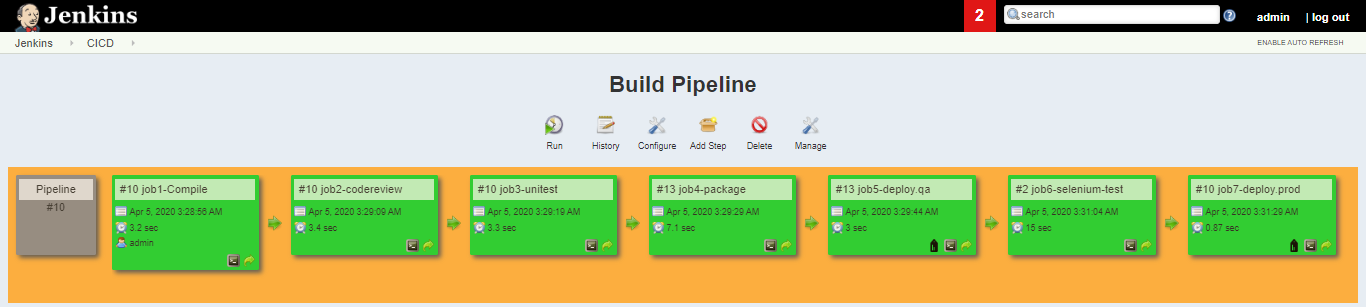 Jenkins
2
search
admin
| log out
Jenkins
CICD
ENABLE AUTO REFRESH
Build Pipeline
Run
History
Configure
Add Step
Delete
Manage
Pipeline
#10
#10 job1-Compile
Apr 5, 2020 3:28:56 AM
3.2 sec
admin
#10 job2-codereview
Apr 5, 2020 3:29:09 AM
3.4 sec
#10 job3-unitest
Apr 5, 2020 3:29:19 AM
3.3 sec
#13 job4-package
Apr 5, 2020 3:29:29 AM
7.1 sec
#13 job5-deploy.qa
Apr 5, 2020 3:29:44 AM
3 sec
#2 job6-selenium-test
Apr 5, 2020 3:31:04 AM
15 sec
#10 job7-deploy.prod
Apr 5, 2020 3:31:29 AM
0.87 sec